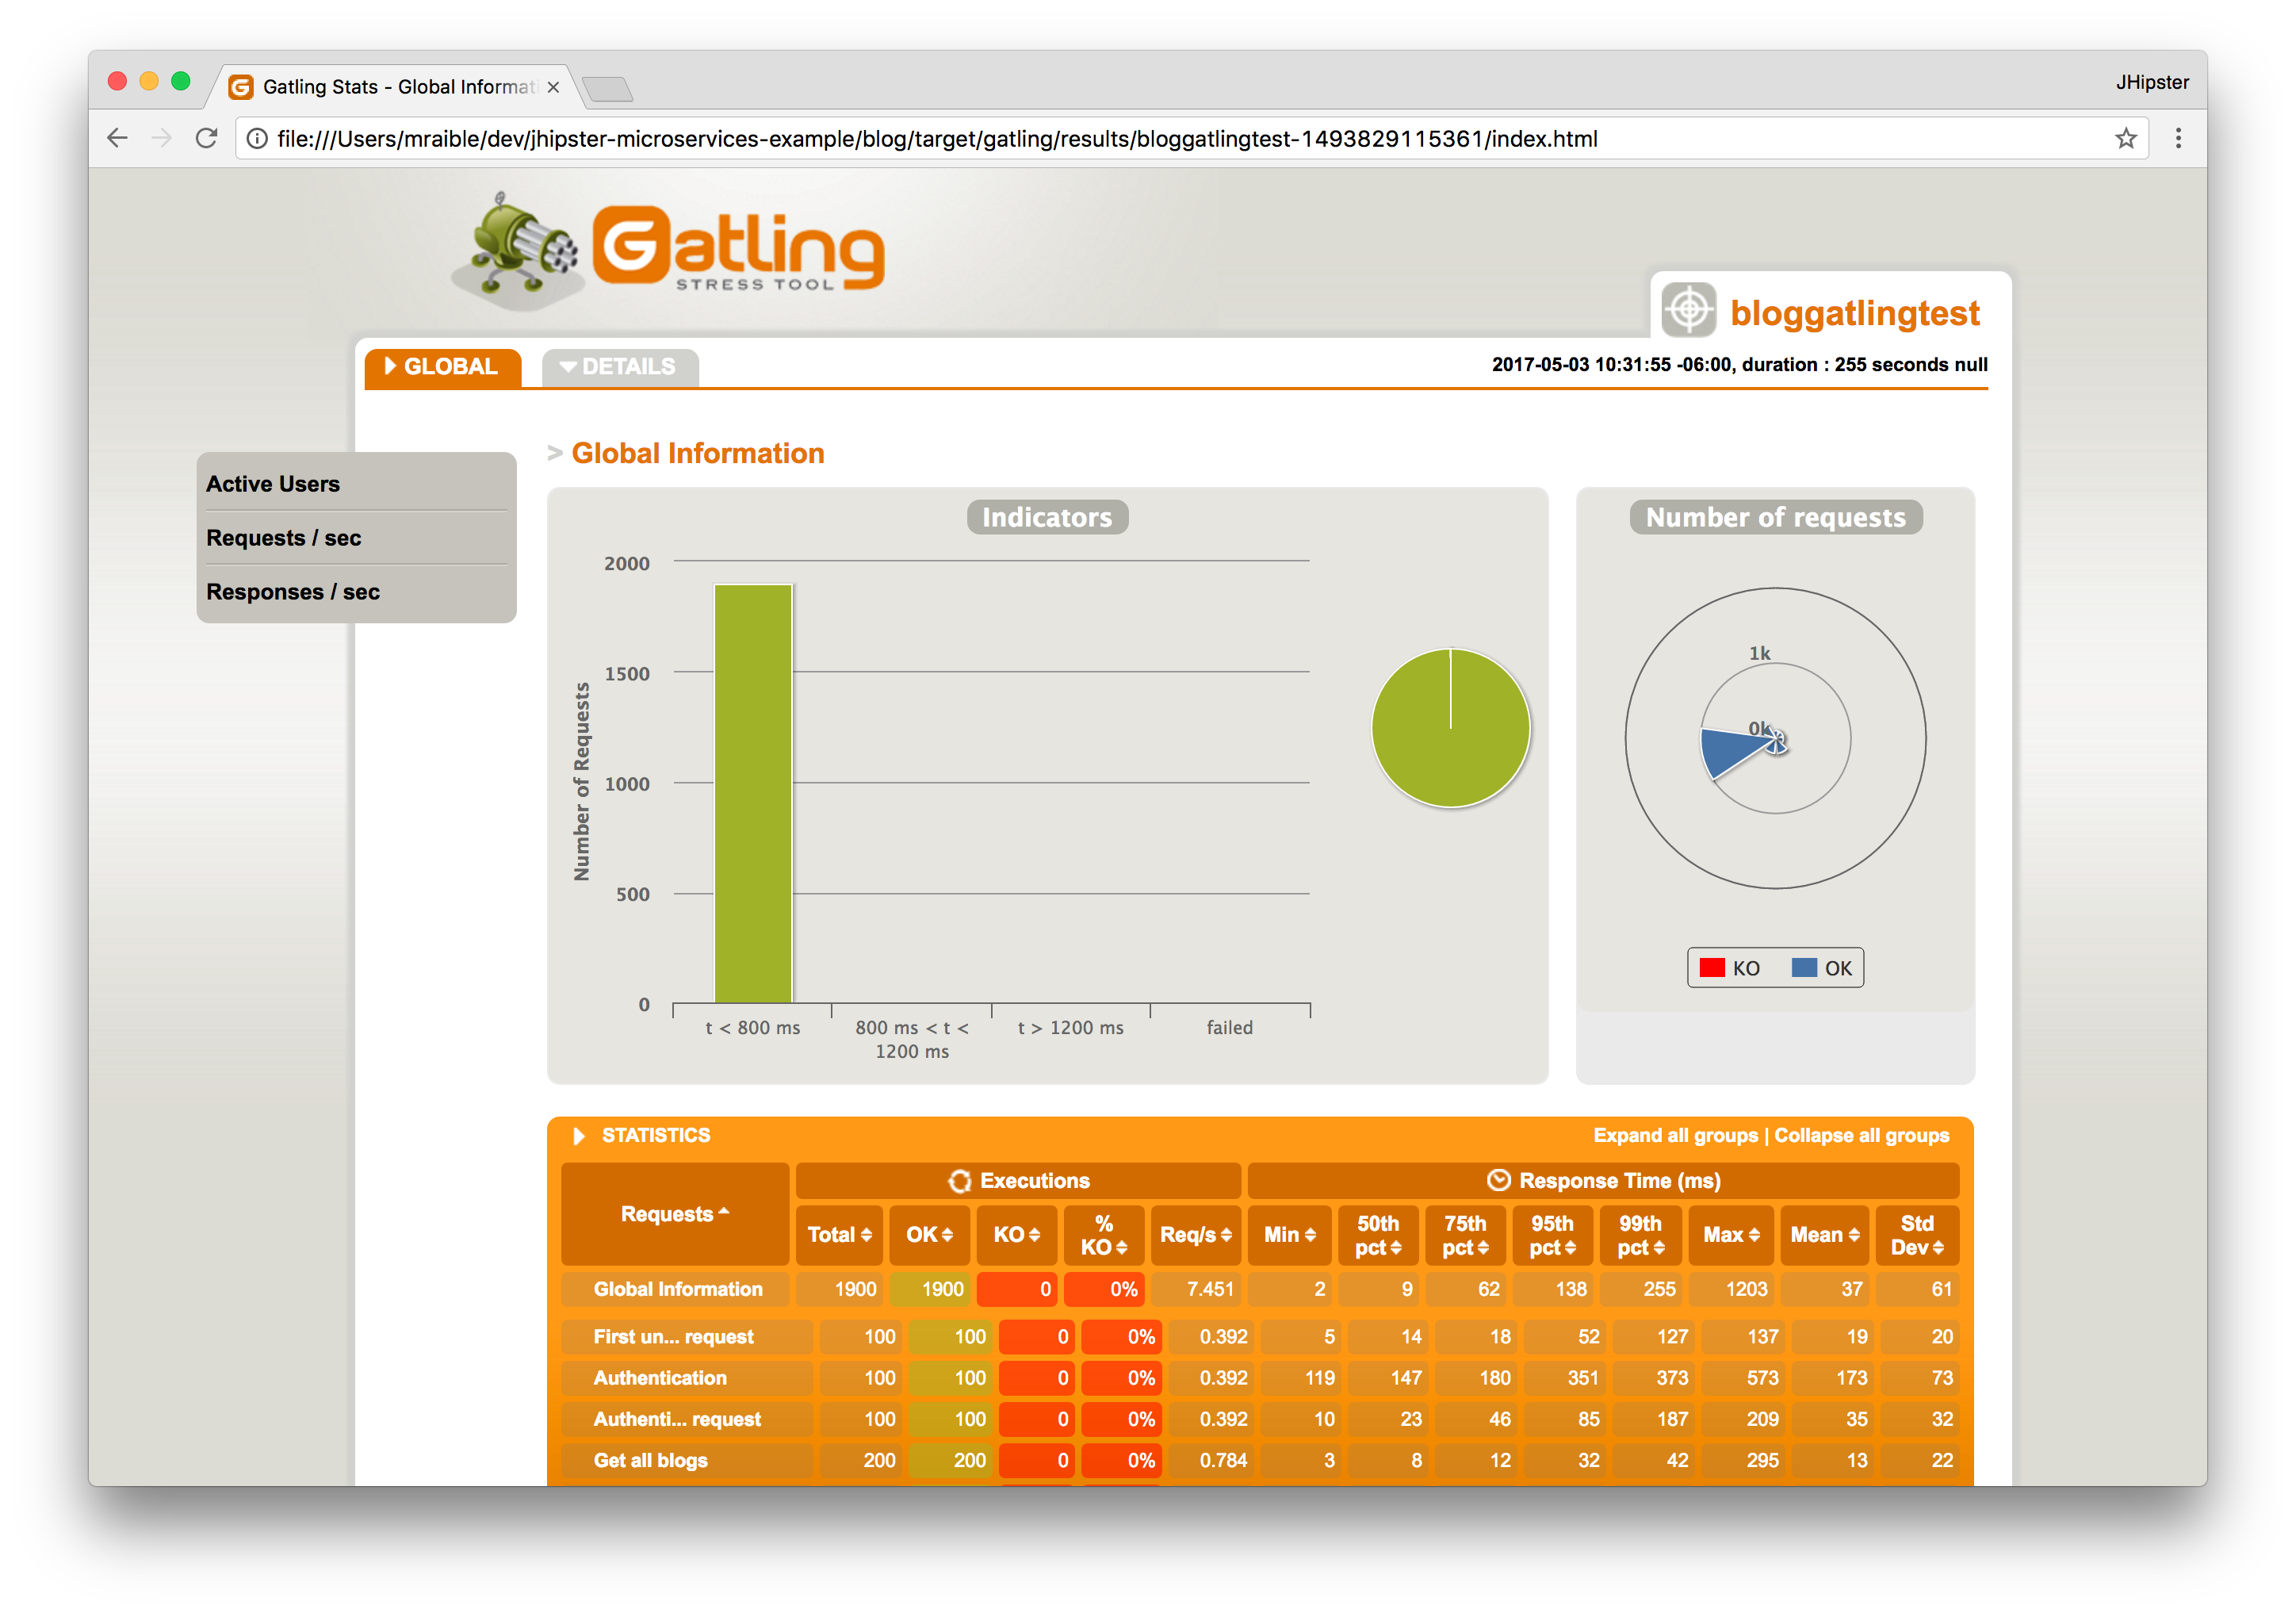 Gatling Stats - Global Informati
JHipster
file:///Users/mraible/dev/jhipster-microservices-example/blog/target/gatling/results/bloggatlingtest-1493829115361/index.html
Gatling
STRESS TOOL
bloggatlingtest
GLOBAL
DETAILS
2017-05-03 10:31:55 -06:00, duration : 255 seconds null
> Global Information
Active Users
Requests / sec
Responses / sec
Indicators
Number of Requests
2000
1500
1000
500
0
t < 800 ms
800 ms < t <
1200 ms
t > 1200 ms
failed
Number of requests
1k
0k
KO OK
STATISTICS
Expand all groups | Collapse all groups
Requests
Executions
Response Time (ms)
Total OK KO % KO Req/s Min 50th pct 75th pct 95th pct 99th pct Max Mean Std Dev
Global Information 1900 1900 0 0% 7.451 2 9 62 138 255 1203 37 61
First un... request 100 100 0 0% 0.392 5 14 18 52 127 137 19 20
Authentication 100 100 0 0% 0.392 119 147 180 351 373 573 173 73
Authenti... request 100 100 0 0% 0.392 10 23 46 85 187 209 35 32
Get all blogs 200 200 0 0% 0.784 3 8 12 32 42 295 13 22